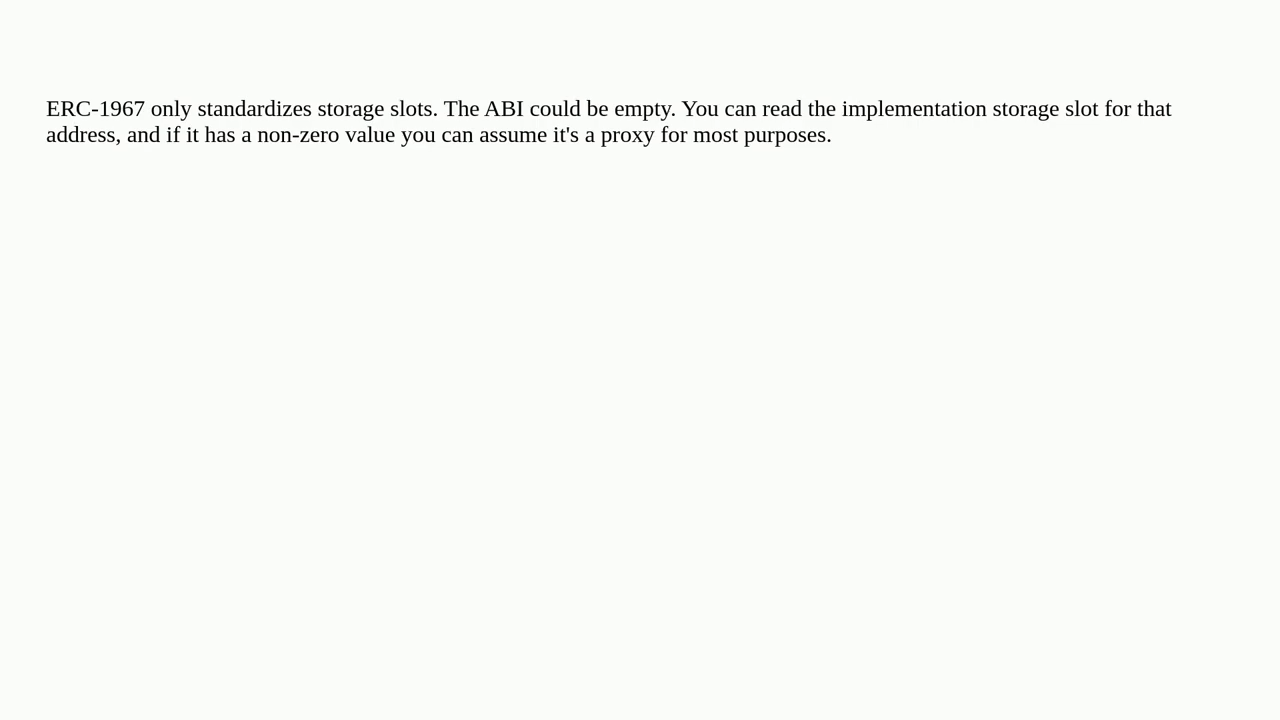 ERC-1967 only standardizes storage slots. The ABI could be empty. You can read the implementation storage slot for that
address, and if it has a non-zero value you can assume it's a proxy for most purposes.